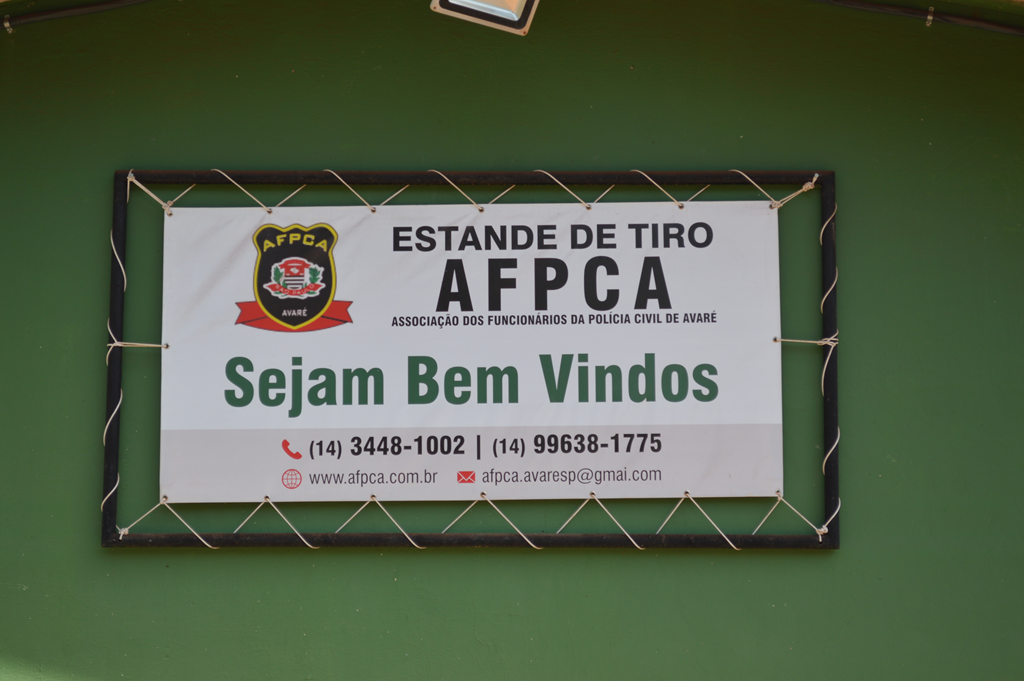 AFPCA
AVARÉ
ESTANDE DE TIRO
AFPCA
ASSOCIAÇÃO DOS FUNCIONÁRIOS DA POLÍCIA CIVIL DE AVARÉ
Sejam Bem Vindos
(14) 3448-1002 | (14) 99638-1775
www.afpca.com.br afpca.avaresp@gmai.com